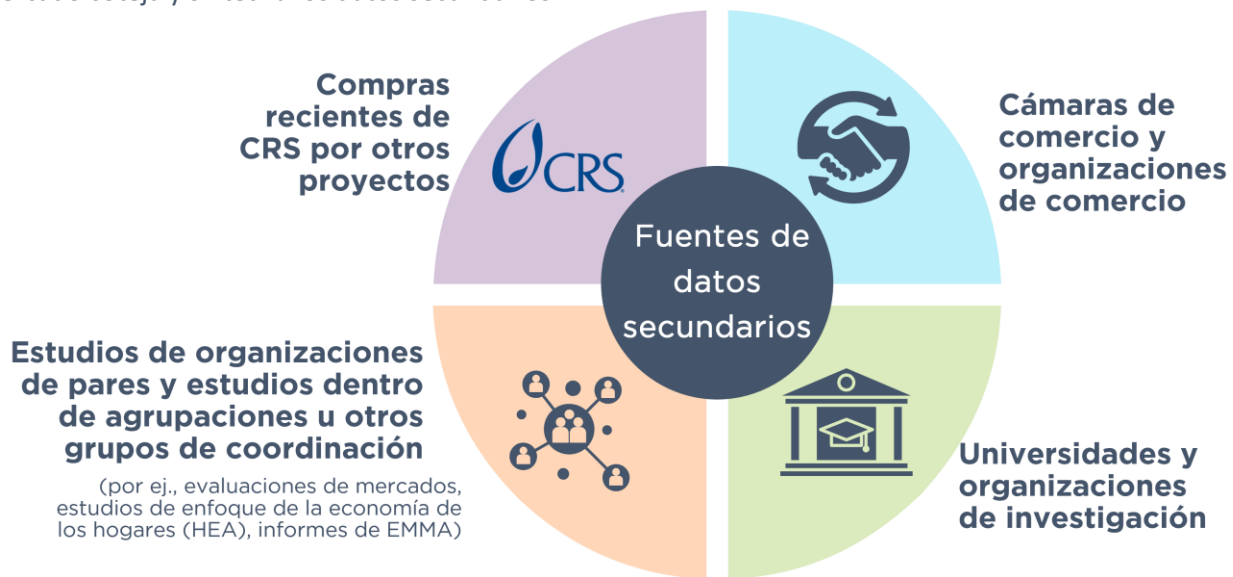 Compras
recientes de
CRS por otros
proyectos
CRS
Cámaras de
comercio y
organizaciones
de comercio
Fuentes de
datos
secundarios
Estudios de organizaciones
de pares y estudios dentro
de agrupaciones u otros
grupos de coordinación
(por ej., evaluaciones de mercados,
estudios de enfoque de la economía de
los hogares (HEA), informes de EMMA)
Universidades y
organizaciones
de investigación